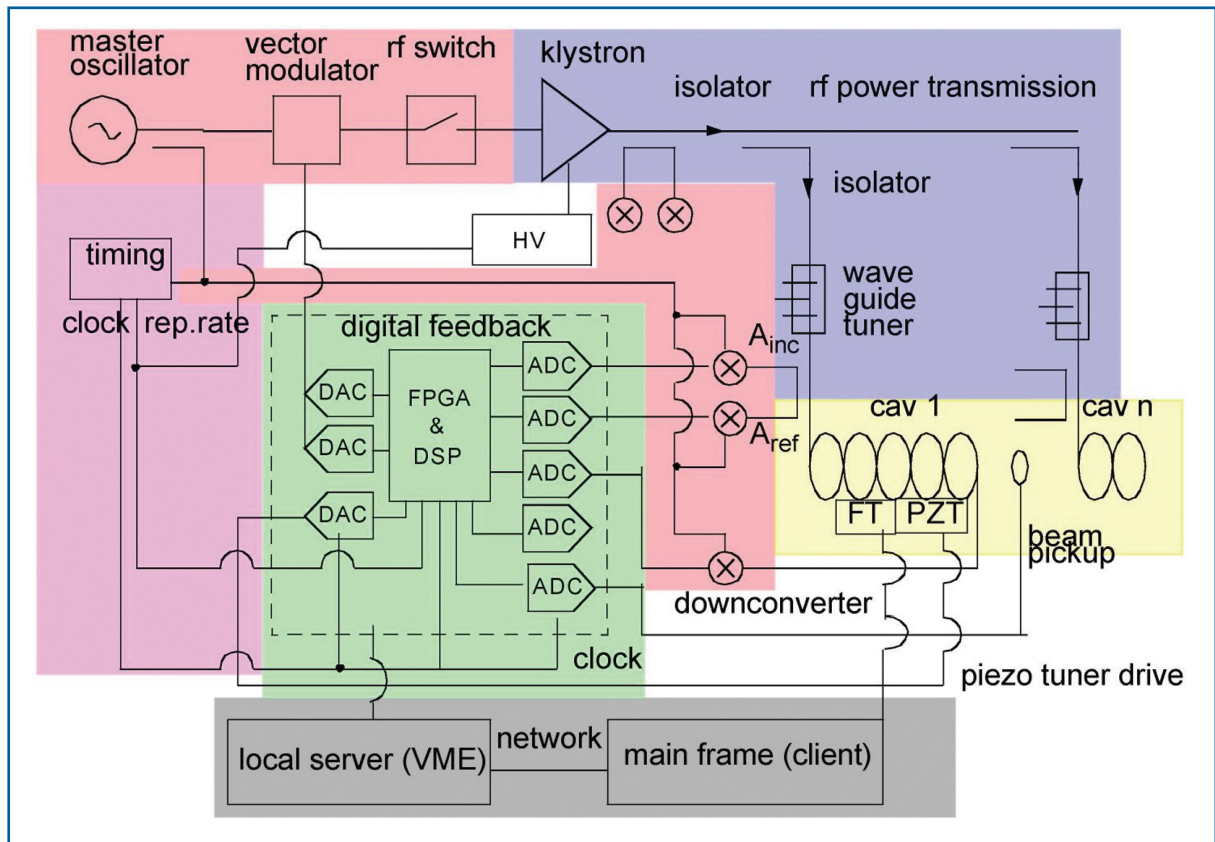 master
oscillator
vector
modulator
rf switch
klystron
isolator
rf power transmission
isolator
HV
timing
wave
guide
tuner
clock
rep.rate
digital feedback
A inc
ADC
DAC
FPGA
&
DSP
ADC
A ref
cav 1
cav n
DAC
ADC
DAC
ADC
FT
PZT
beam
pickup
ADC
downconverter
clock
piezo tuner drive
local server (VME)
network
main frame (client)